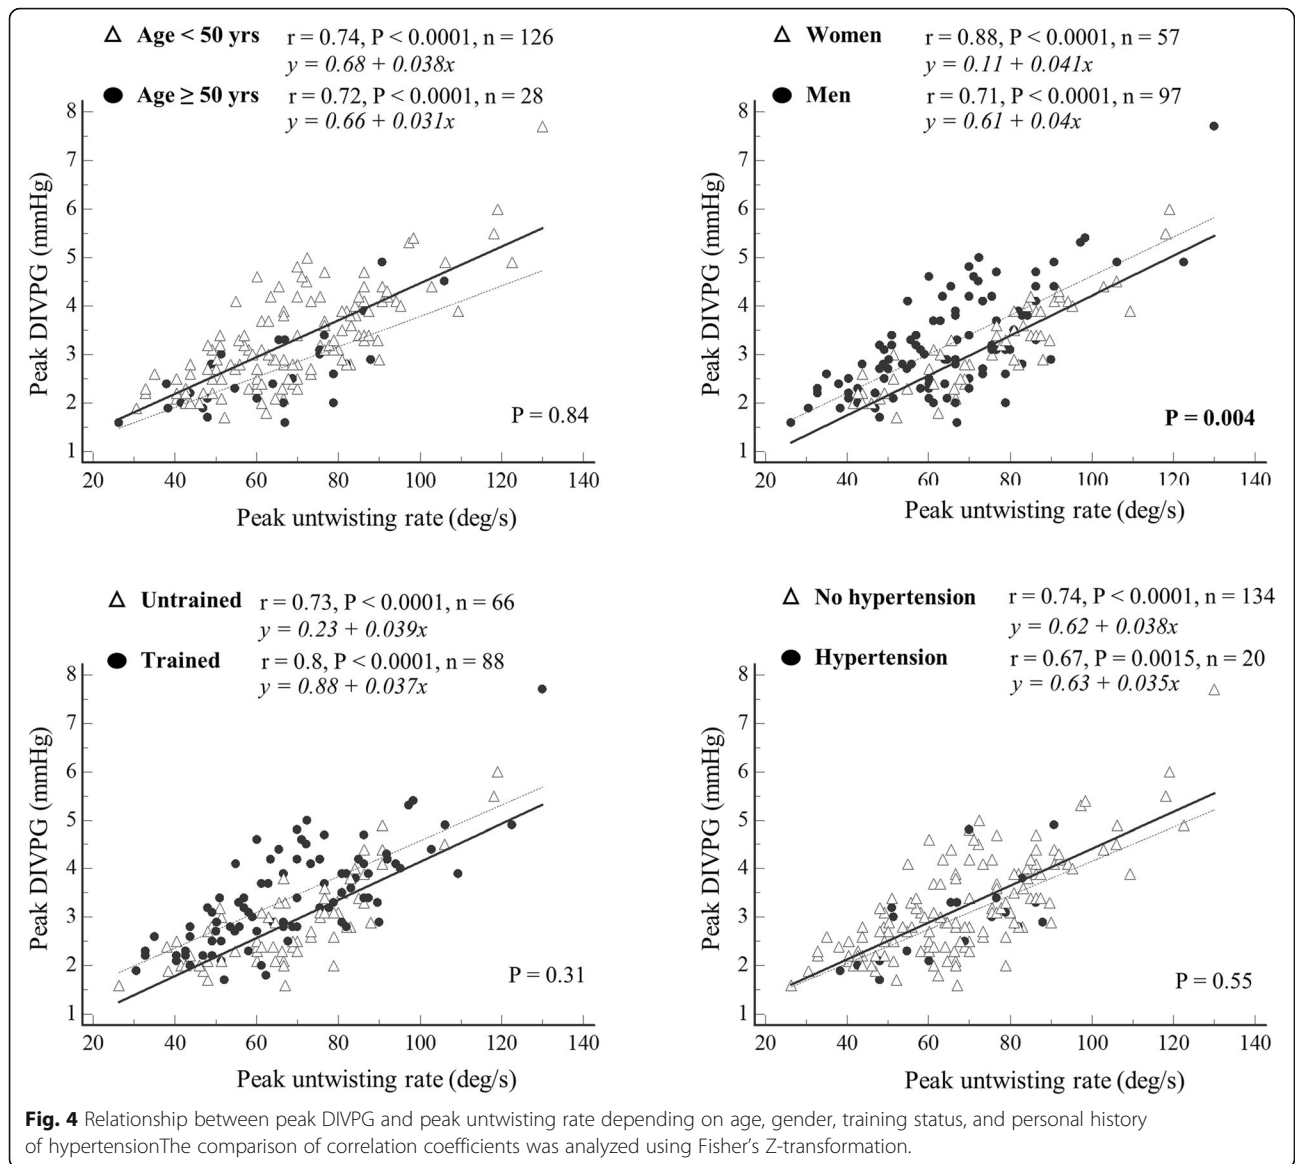 Age < 50 yrs r = 0.74, P < 0.0001, n = 126
y = 0.68 + 0.038x
Age ≥ 50 yrs r = 0.72, P < 0.0001, n = 28
y = 0.66 + 0.031x
8
7
6
5
4
3
2
1
Peak DIVPG (mmHg)
P = 0.84
20 40 60 80 100 120 140
Peak untwisting rate (deg/s)
Women r = 0.88, P < 0.0001, n = 57
y = 0.11 + 0.041x
Men r = 0.71, P < 0.0001, n = 97
y = 0.61 + 0.04x
8
7
6
5
4
3
2
1
Peak DIVPG (mmHg)
P = 0.004
20 40 60 80 100 120 140
Peak untwisting rate (deg/s)
Untrained r = 0.73, P < 0.0001, n = 66
y = 0.23 + 0.039x
Trained r = 0.8, P < 0.0001, n = 88
y = 0.88 + 0.037x
8
7
6
5
4
3
2
1
Peak DIVPG (mmHg)
P = 0.31
20 40 60 80 100 120 140
Peak untwisting rate (deg/s)
No hypertension r = 0.74, P < 0.0001, n = 134
y = 0.62 + 0.038x
Hypertension r = 0.67, P = 0.0015, n = 20
y = 0.63 + 0.035x
8
7
6
5
4
3
2
1
Peak DIVPG (mmHg)
P = 0.55
20 40 60 80 100 120 140
Peak untwisting rate (deg/s)
Fig. 4 Relationship between peak DIVPG and peak untwisting rate depending on age, gender, training status, and personal history
of hypertensionThe comparison of correlation coefficients was analyzed using Fisher's Z-transformation.